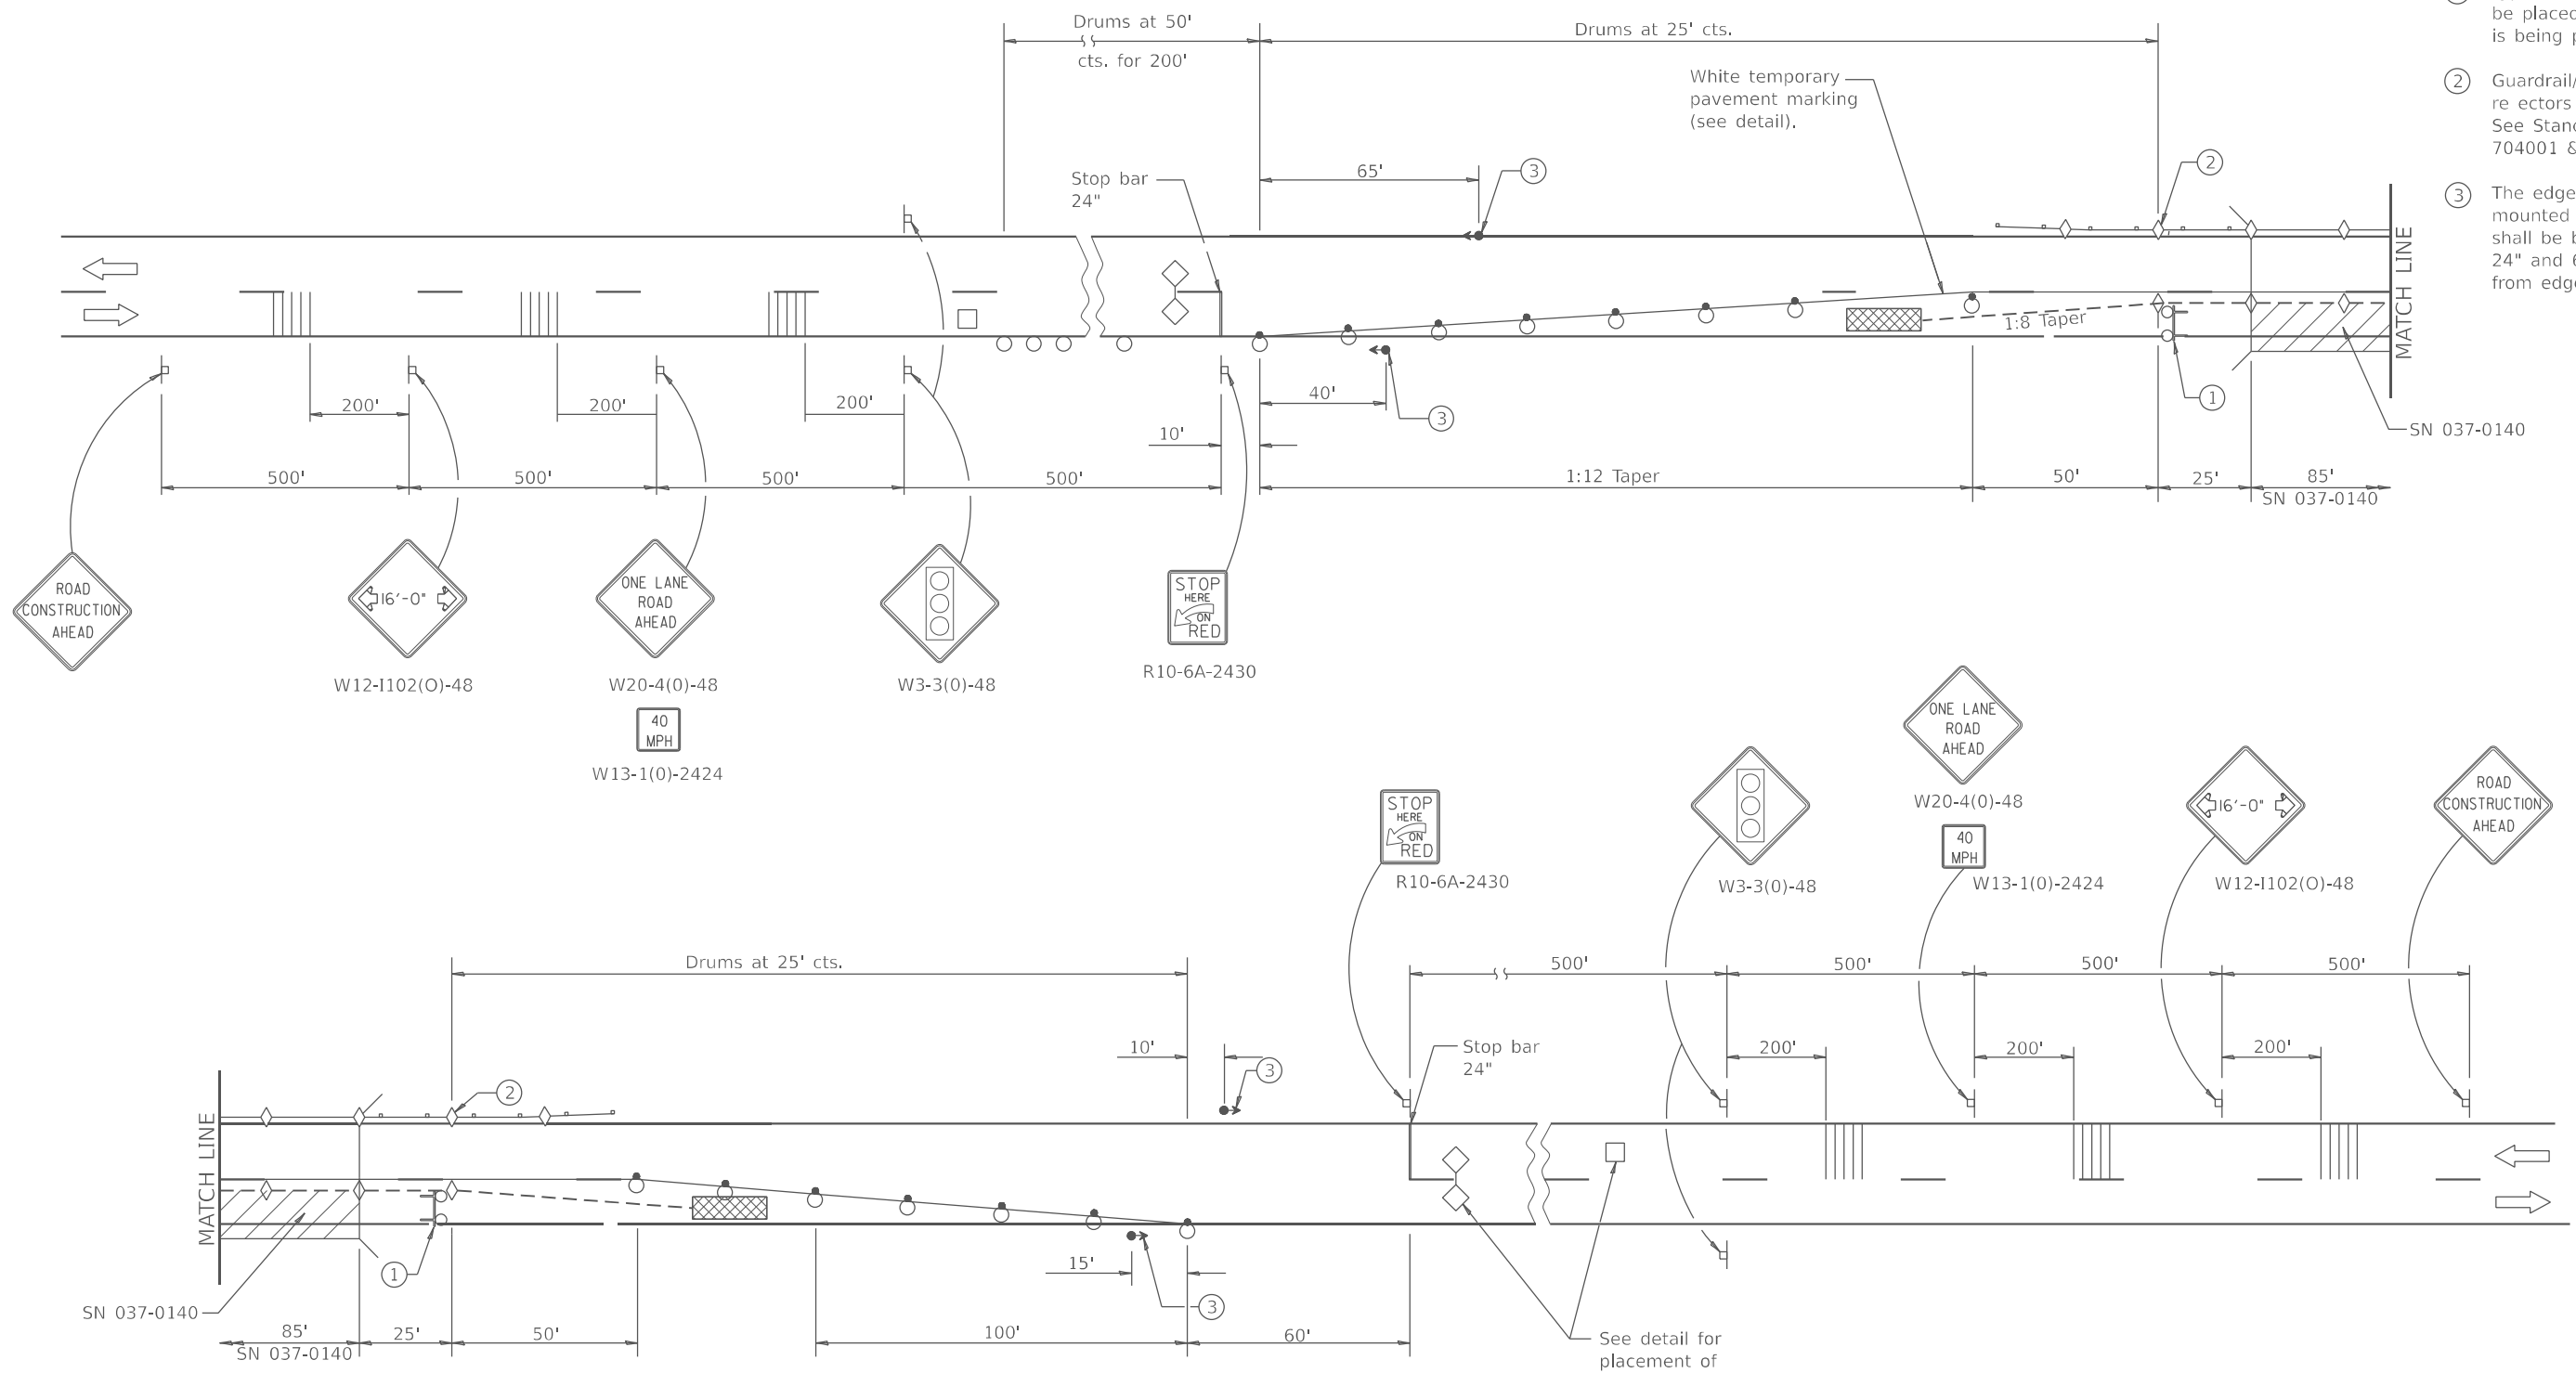 Drums at 50'
cts. for 200'
Drums at 25' cts.
White temporary
pavement marking
(see detail).
be placed
is being
2
Guardrail/
re ectors
704001 &
3
The edge
mounted
shall be
24" and
from edge
65'
3
2
Stop bar
24"
MATCH LINE
1:8 Taper
1
200'
200'
200'
40'
3
10'
SN 037-0140
500'
500'
500'
500'
1:12 Taper
50'
25'
85'
SN 037-0140
ROAD
CONSTRUCTION
AHEAD
16'-0"
W12-I102(O)-48
ONE LANE
ROAD
AHEAD
W20-4(0)-48
40
MPH
W13-1(0)-2424
W3-3(0)-48
STOP
HERE
ON
RED
R10-6A-2430
STOP
HERE
ON
RED
R10-6A-2430
W3-3(0)-48
ONE LANE
ROAD
AHEAD
W20-4(0)-48
40
MPH
W13-1(0)-2424
16'-0"
W12-I102(O)-48
ROAD
CONSTRUCTION
AHEAD
Drums at 25' cts.
500'
500'
500'
500'
10'
3
Stop bar
24"
200'
200'
200'
2
MATCH LINE
1
15'
3
SN 037-0140
85'
SN 037-0140
25'
50'
100'
60'
See detail for
placement of